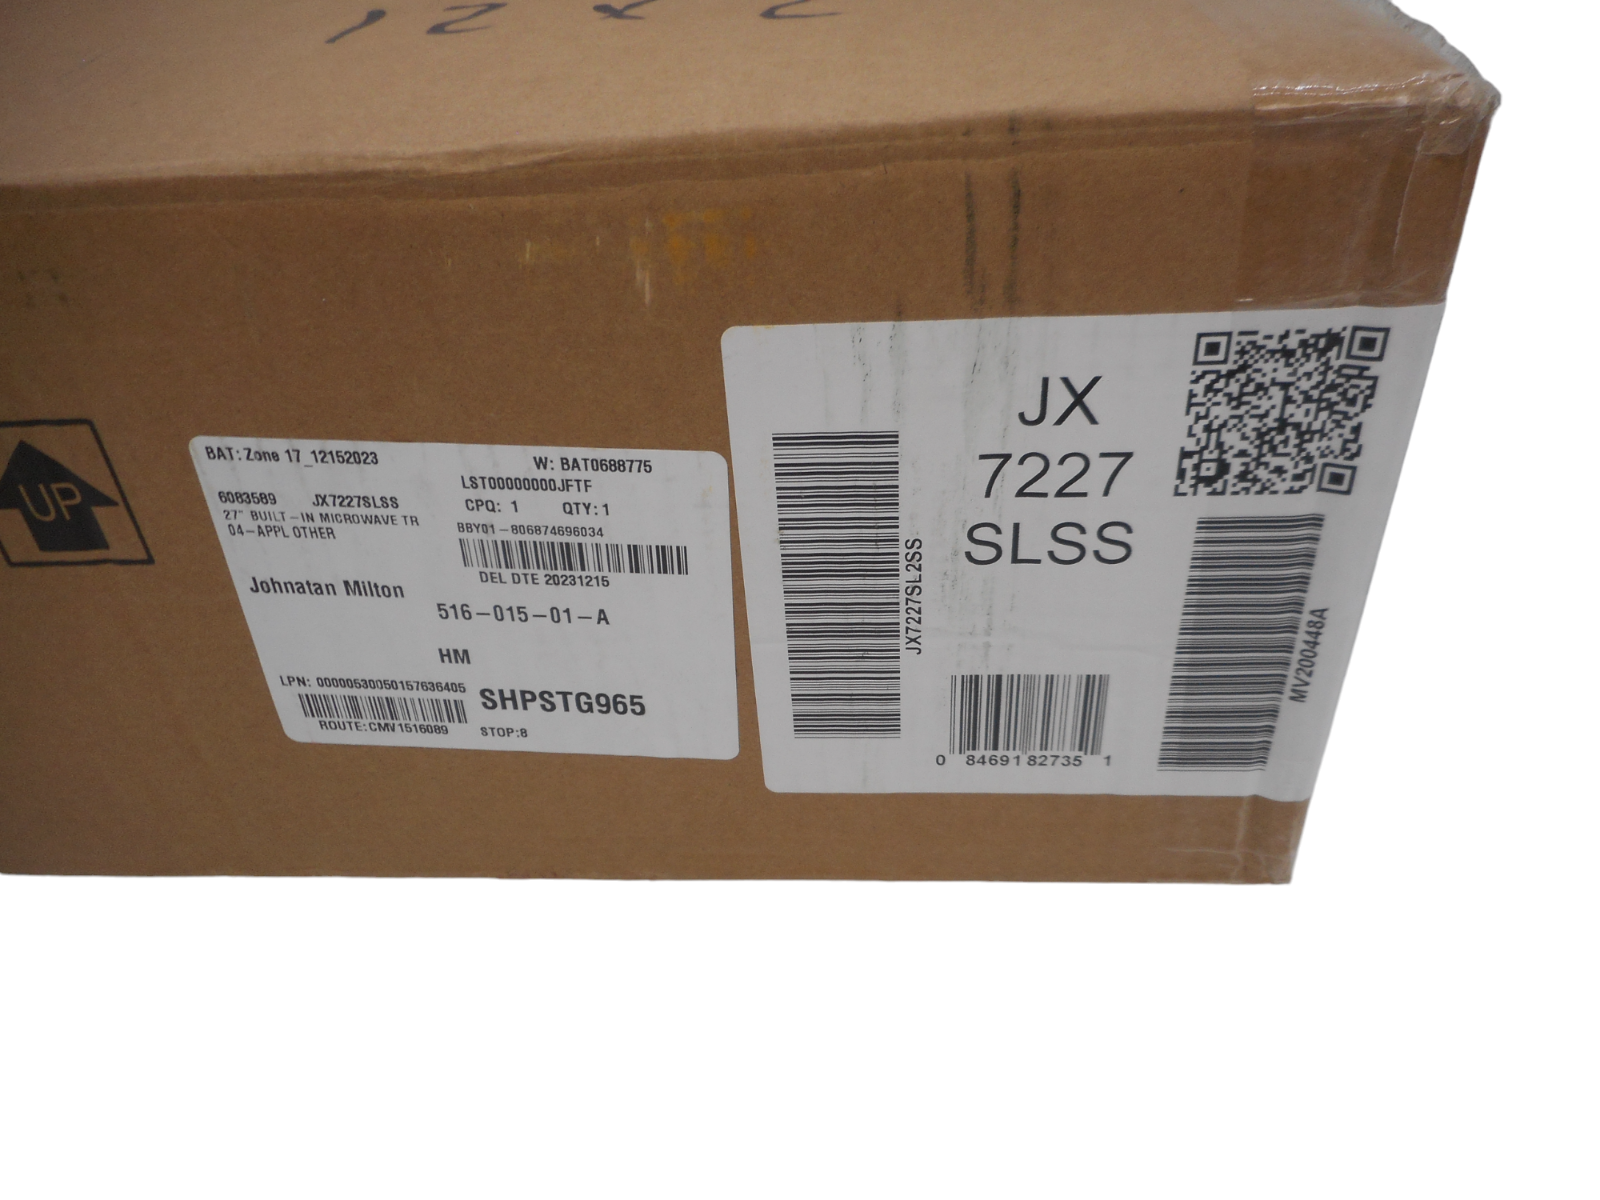 UP
BAT: Zone 17_12152023
W: BAT0688775
LST00000000JFTF
6083589 JX7227SLSS
CPQ: 1 QTY: 1
27" BUILT-IN MICROWAVE TR
04-APPL OTHER
BBY01-806874696034
DEL DTE 20231215
Johnatan Milton
516-015-01-A
HM
LPN: 00000530050157636405
SHPSTG965
ROUTE:CMV1516089
STOP:8
JX
7227
SLSS
JX7227SL2SS
0 84691 82735 1
MV200448A